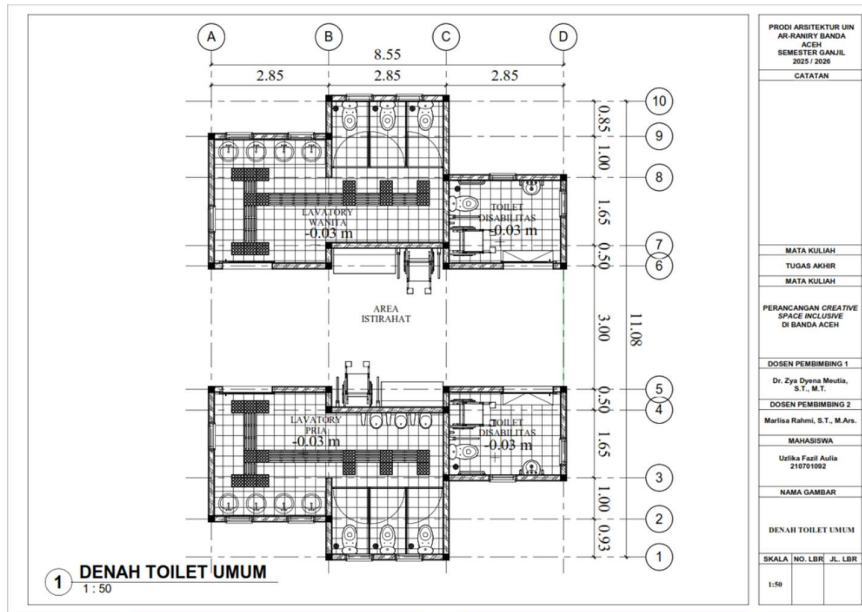 A B C D
8.55
2.85 2.85 2.85
10
9
8
7
6
5
4
3
2
1
0.85
1.00
1.65
0.50
3.00
11.08
0.50
1.65
1.00
0.93
LAVATORY
WANITA
-0.03 m
TOILET
DISABILITAS
-0.03 m
AREA
ISTIRAHAT
LAVATORY
PRIA
-0.03 m
TOILET
DISABILITAS
-0.03 m
1 DENAH TOILET UMUM
1 : 50
PRODI ARSITEKTUR UIN
AR-RANIRY BANDA
ACEH
SEMESTER GANJIL
2025 / 2026
CATATAN
MATA KULIAH
TUGAS AKHIR
MATA KULIAH
PERANCANGAN CREATIVE
SPACE INCLUSIVE
DI BANDA ACEH
DOSEN PEMBIMBING 1
Dr. Zya Dyena Meutia,
S.T., M.T.
DOSEN PEMBIMBING 2
Marlisa Rahmi, S.T., M.Ars.
MAHASISWA
Uzlika Fazil Aulia
210701092
NAMA GAMBAR
DENAH TOILET UMUM
SKALA NO. LBR JL. LBR
1:50